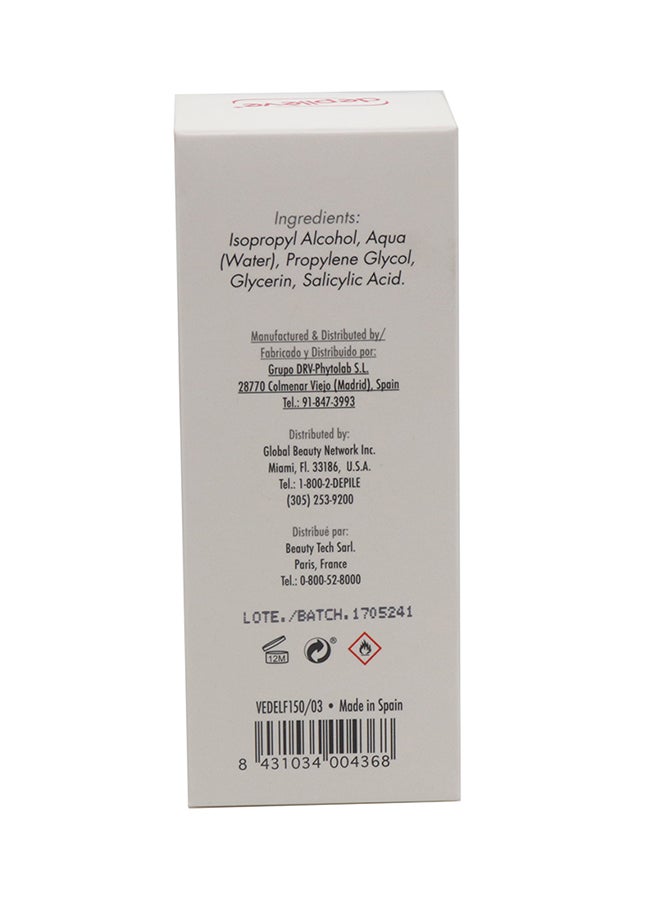 depilève
Ingredients:
Isopropyl Alcohol, Aqua
(Water), Propylene Glycol,
Glycerin, Salicylic Acid.
Manufactured & Distributed by/
Fabricado y Distribuido por:
Grupo DRV-Phytolab S.L.
28770 Colmenar Viejo (Madrid), Spain
Tel.: 91-847-3993
Distributed by:
Global Beauty Network Inc.
Miami, Fl. 33186, U.S.A.
Tel.: 1-800-2-DEPILE
(305) 253-9200
Distribué par:
Beauty Tech Sarl.
Paris, France
Tel.: 0-800-52-8000
LOTE./BATCH.1705241
12M ®
VEDELF150/03 • Made in Spain
8 431034 004368